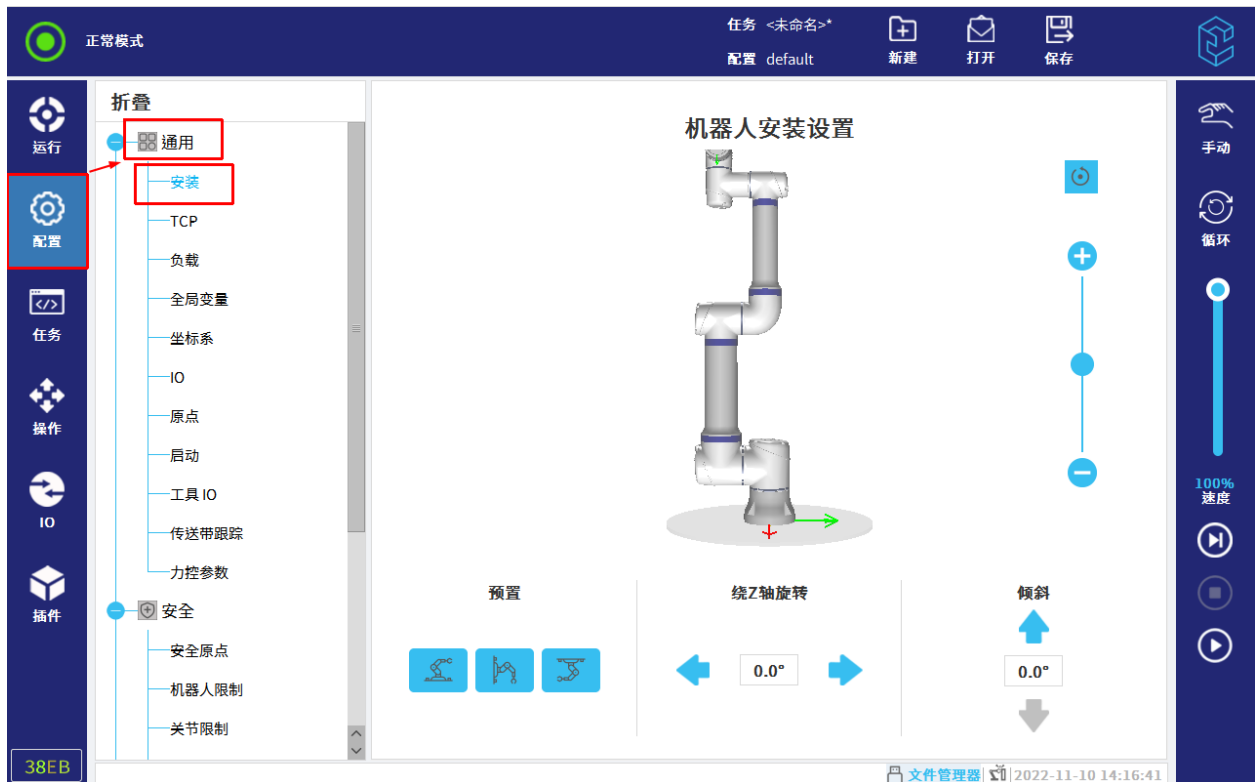 正常模式
任务 <未命名>*
配置 default
新建
打开
保存
运行
配置
任务
操作
IO
插件
38EB
折叠
通用
安装
TCP
负载
全局变量
坐标系
IO
原点
启动
工具 IO
传送带跟踪
力控参数
安全
安全原点
机器人限制
关节限制
机器人安装设置
预置
绕Z轴旋转
0.0°
倾斜
0.0°
手动
循环
100%
速度
文件管理器
2022-11-10 14:16:41